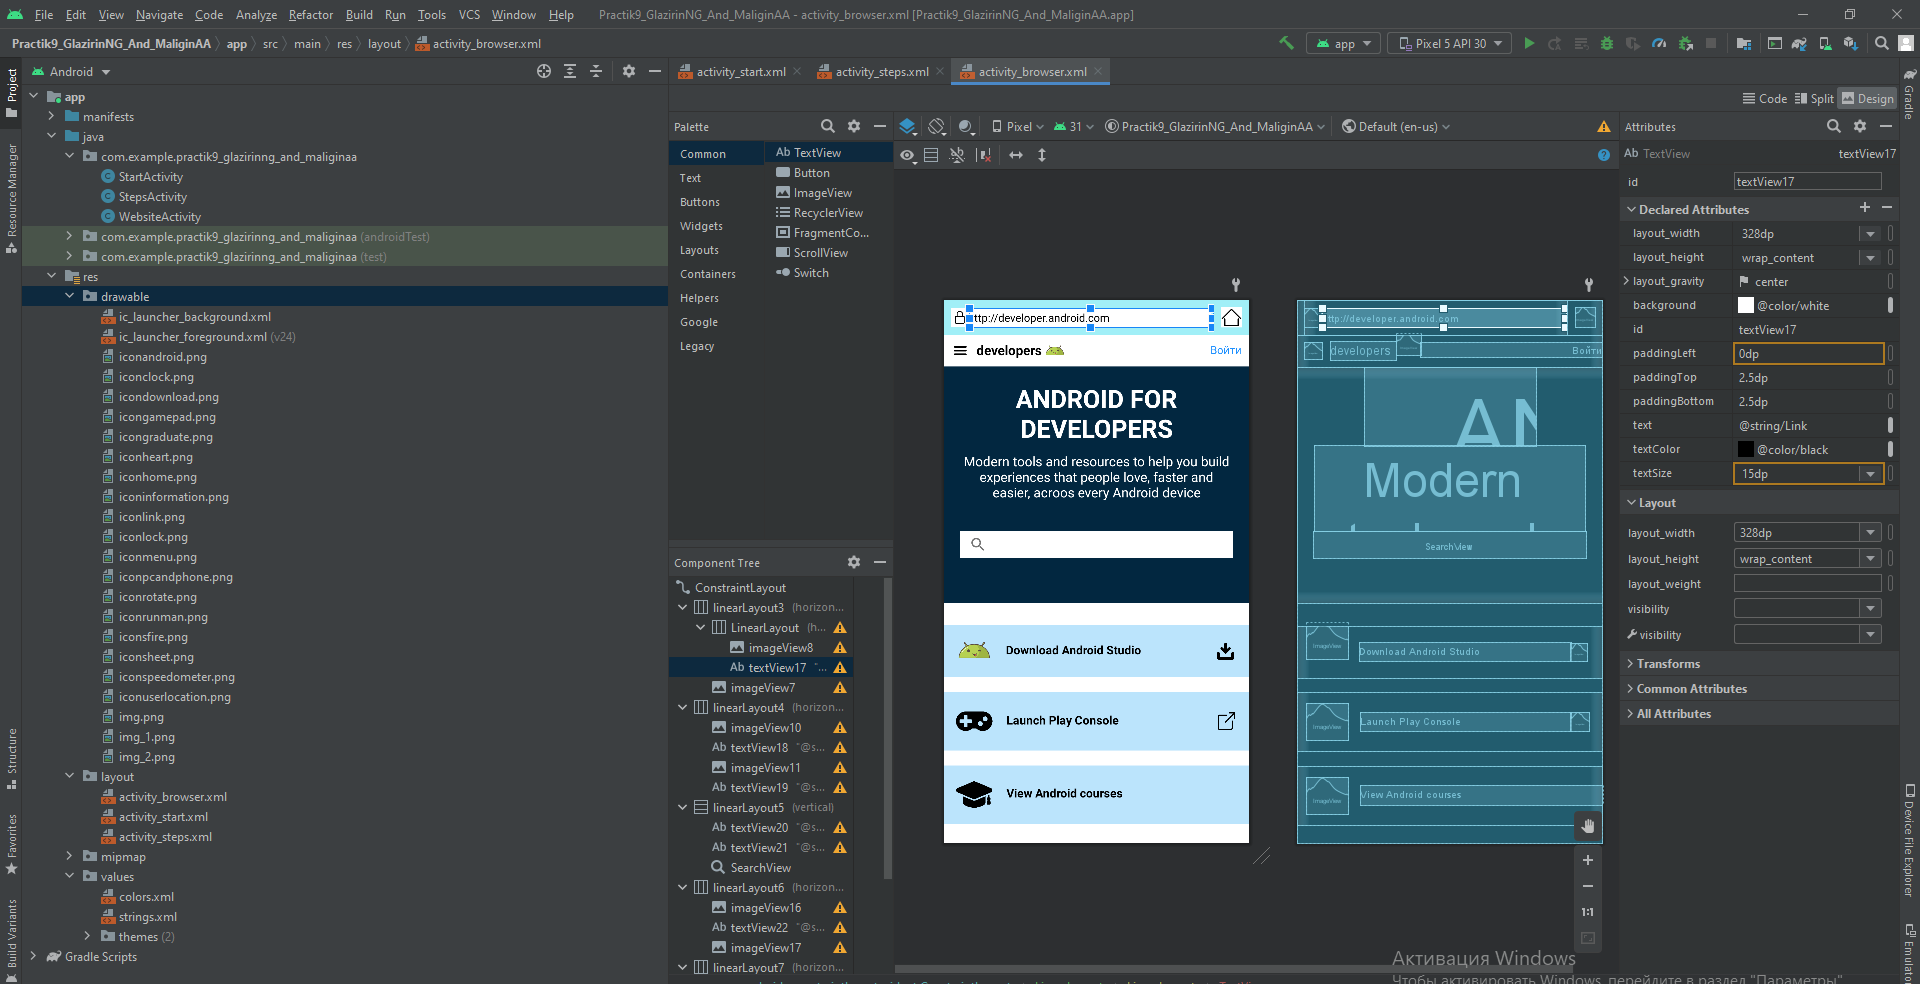 File Edit View Navigate Code Analyze Refactor Build Run Tools VCS Window Help Practik9_GlazirinNG_And_MaliginAA - activity_browser.xml [Practik9_GlazirinNG_And_MaliginAA.app]
Practik9_GlazirinNG_And_MaliginAA app src main res layout activity_browser.xml app Pixel 5 API 30
Project
Resource Manager
Structure
Favorites
Build Variants
Android
app
manifests
java
com.example.practik9_glazirinng_and_maliginaa
StartActivity
StepsActivity
WebsiteActivity
com.example.practik9_glazirinng_and_maliginaa (androidTest)
com.example.practik9_glazirinng_and_maliginaa (test)
res
drawable
ic_launcher_background.xml
ic_launcher_foreground.xml (v24)
iconandroid.png
iconclock.png
icondownload.png
icongamepad.png
icongraduate.png
iconheart.png
iconhome.png
iconinformation.png
iconlink.png
iconlock.png
iconmenu.png
iconpcandphone.png
iconrotate.png
iconrunman.png
iconsfire.png
iconsheet.png
iconspeedometer.png
iconuserlocation.png
img.png
img_1.png
img_2.png
layout
activity_browser.xml
activity_start.xml
activity_steps.xml
mipmap
values
colors.xml
strings.xml
themes (2)
Gradle Scripts
activity_start.xml activity_steps.xml activity_browser.xml
Code Split Design
Palette
Common
Text
Buttons
Widgets
Layouts
Containers
Helpers
Google
Legacy
Ab TextView
Button
ImageView
RecyclerView
FragmentCo...
ScrollView
Switch
Component Tree
ConstraintLayout
linearLayout3 (horizon...
LinearLayout (h...
imageView8
Ab textView17 "...
imageView7
linearLayout4 (horizon...
imageView10
Ab textView18 "@s...
imageView11
Ab textView19 "@s...
linearLayout5 (vertical)
Ab textView20 "@s...
Ab textView21 "@s...
SearchView
linearLayout6 (horizon...
imageView16
Ab textView22 "@s...
imageView17
linearLayout7 (horizon...
Pixel 31 Practik9_GlazirinNG_And_MaliginAA Default (en-us)
ttp://developer.android.com
developers Войти
ANDROID FOR
DEVELOPERS
Modern tools and resources to help you build
experiences that people love, faster and
easier, acroos every Android device
Download Android Studio
Launch Play Console
View Android courses
ttp://developer.android.com
developers Войти
AN
Modern
SearchView
ImageView
Download Android Studio
ImageView
Launch Play Console
ImageView
View Android courses
1:1
Attributes
Ab TextView textView17
id textView17
Declared Attributes
layout_width 328dp
layout_height wrap_content
layout_gravity center
background @color/white
id textView17
paddingLeft 0dp
paddingTop 2.5dp
paddingBottom 2.5dp
text @string/Link
textColor @color/black
textSize 15dp
Layout
layout_width 328dp
layout_height wrap_content
layout_weight
visibility
visibility
Transforms
Common Attributes
All Attributes
Gradle
Device File Explorer
Emulator
Активация Windows
Чтобы активировать Windows, перейдите в раздел "Параметры".